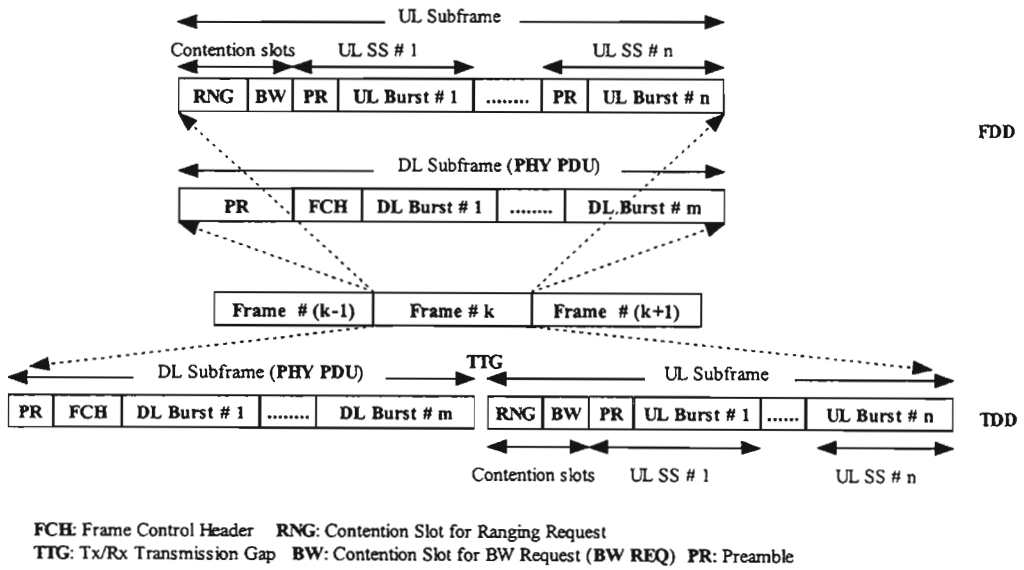 UL Subframe
Contention slots UL SS # 1 UL SS # n
RNG BW PR UL Burst # 1 ........ PR UL Burst # n
FDD
DL Subframe (PHY PDU)
PR FCH DL Burst # 1 ........ DL.Burst # m
Frame # (k-1) Frame # k Frame # (k+1)
TTG
DL Subframe (PHY PDU) UL Subframe
PR FCH DL Burst # 1 ........ DL Burst # m RNG BW PR UL Burst # 1 ...... UL Burst # n TDD
Contention slots UL SS # 1 UL SS # n
FCH: Frame Control Header RNG: Contention Slot for Ranging Request
TTG: Tx/Rx Transmission Gap BW: Contention Slot for BW Request (BW REQ) PR: Preamble